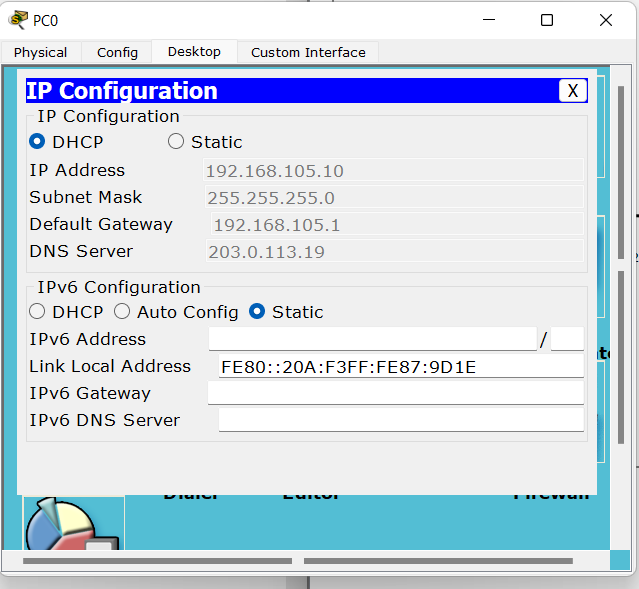 PC0
Physical Config Desktop Custom Interface
IP Configuration X
IP Configuration
DHCP Static
IP Address 192.168.105.10
Subnet Mask 255.255.255.0
Default Gateway 192.168.105.1
DNS Server 203.0.113.19
IPv6 Configuration
DHCP Auto Config Static
IPv6 Address /
Link Local Address FE80::20A:F3FF:FE87:9D1E
IPv6 Gateway
IPv6 DNS Server
Dialer Editor Firewall